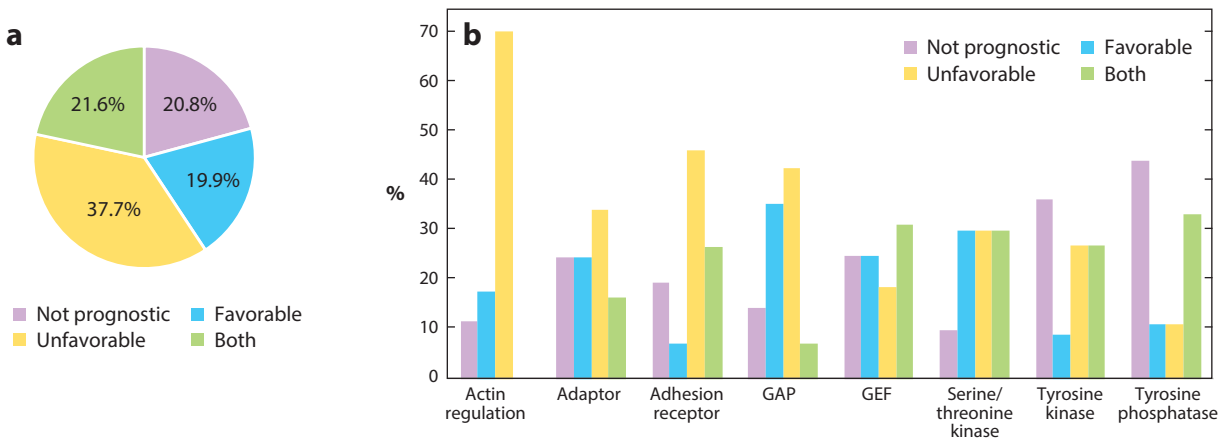 a
21.6%
20.8%
19.9%
37.7%
Not prognostic
Favorable
Unfavorable
Both
b
Not prognostic
Favorable
Unfavorable
Both
%
70
60
50
40
30
20
10
0
Actin
regulation
Adaptor
Adhesion
receptor
GAP
GEF
Serine/
threonine
kinase
Tyrosine
kinase
Tyrosine
phosphatase